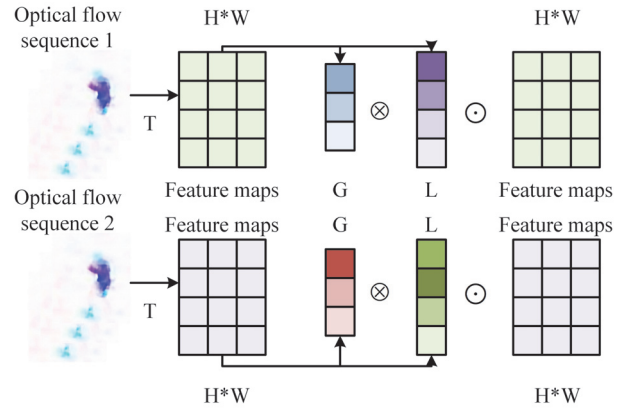 Optical flow
sequence 1
H*W
H*W
T
⊗
⊙
Feature maps
G
L
Feature maps
Optical flow
sequence 2
Feature maps
G
L
Feature maps
T
⊗
⊙
H*W
H*W